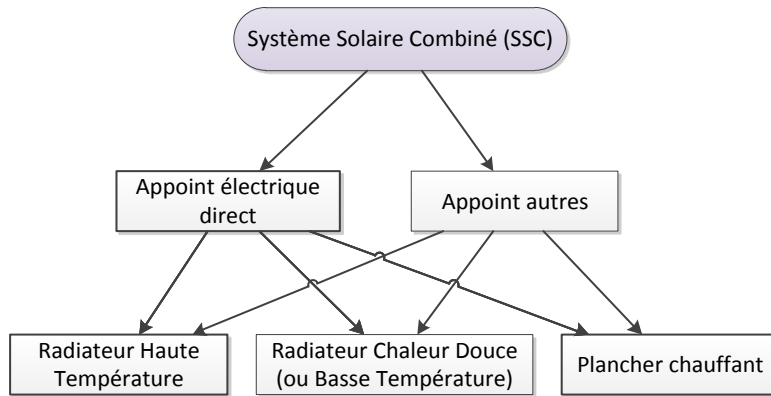 Système Solaire Combiné (SSC)
Appoint électrique
direct
Appoint autres
Radiateur Haute
Température
Radiateur Chaleur Douce
(ou Basse Température)
Plancher chauffant